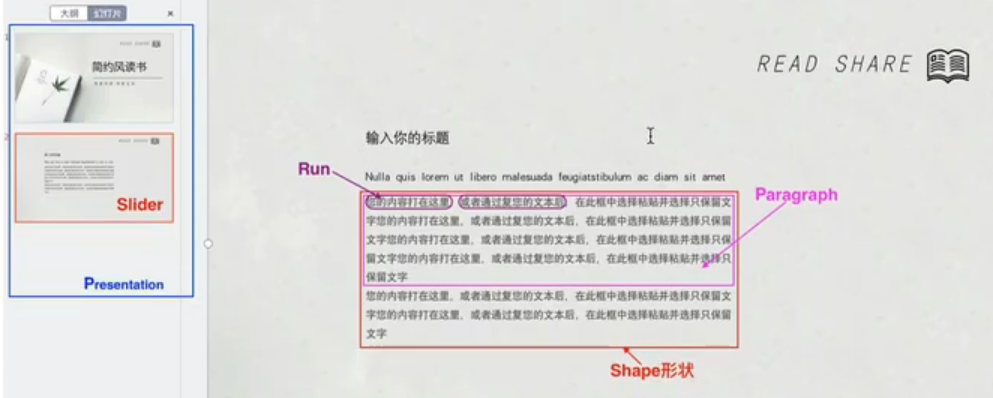 大纲 幻灯片 ×
1
READ SHARE
简约风读书
2
Slider
Presentation
READ SHARE
输入你的标题
Nulla quis lorem ut libero malesuada feugiatstibulum ac diam sit amet
Run
Paragraph
您的内容打在这里 或者通过复您的文本后 在此框中选择粘贴并选择只保留文
字您的内容打在这里,或者通过复您的文本后,在此框中选择粘贴并选择只保留
文字您的内容打在这里,或者通过复您的文本后,在此框中选择粘贴并选择只保
留文字您的内容打在这里,或者通过复您的文本后,在此框中选择粘贴并选择只
保留文字
您的内容打在这里,或者通过复您的文本后,在此框中选择粘贴并选择只保留文
字您的内容打在这里,或者通过复您的文本后,在此框中选择粘贴并选择只保留
文字
Shape形状